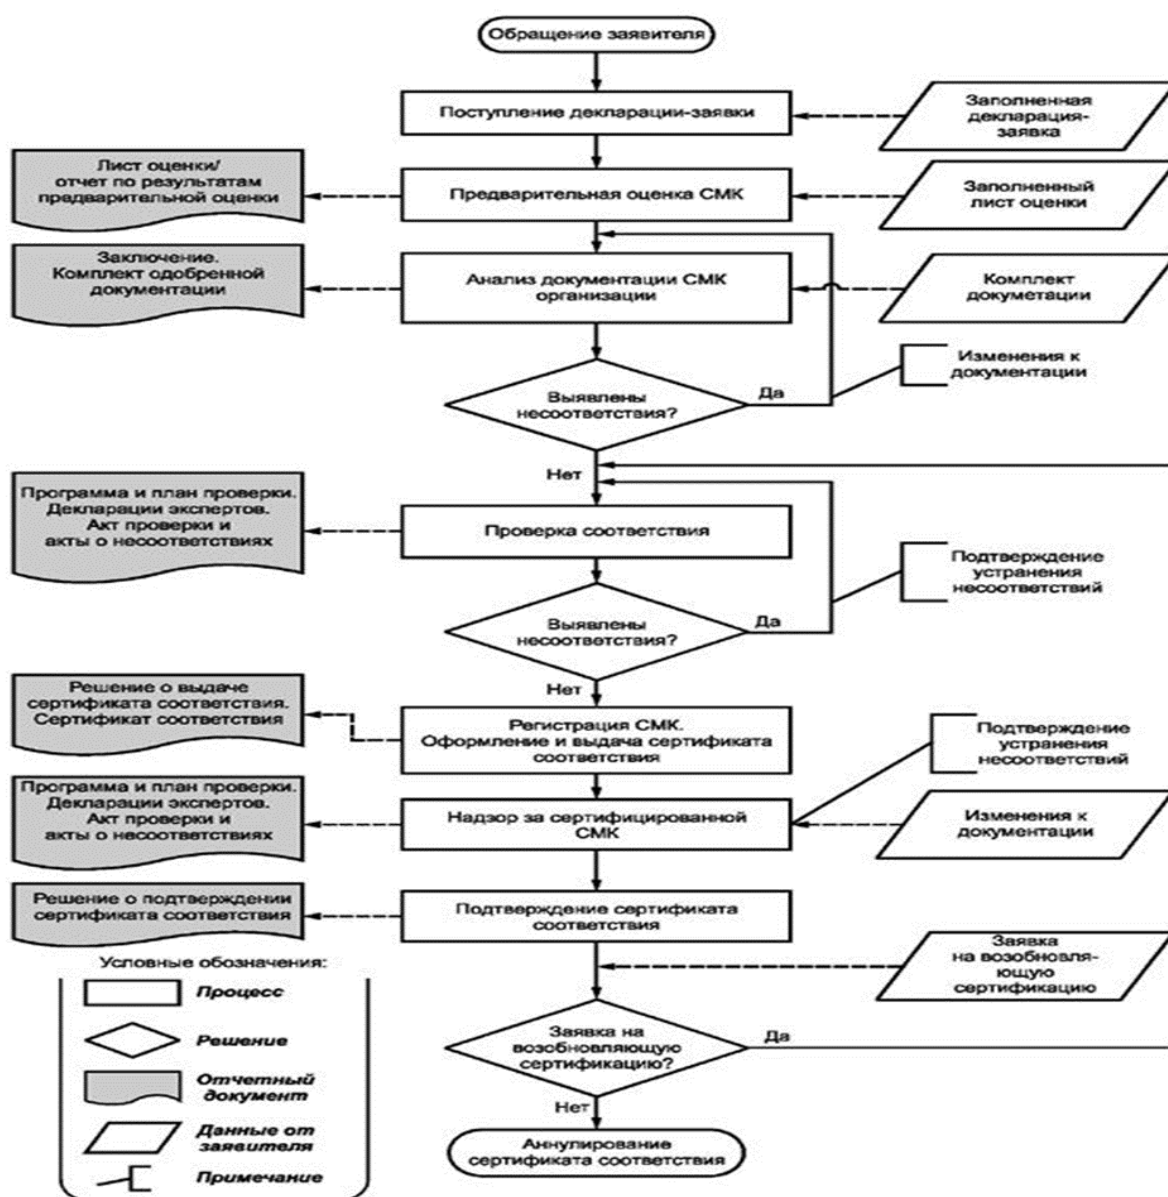 Обращение заявителя
Поступление декларации-заявки
Заполненная
декларация-
заявка
Лист оценки/
отчет по результатам
предварительной оценки
Предварительная оценка СМК
Заполненный
лист оценки
Заключение.
Комплект одобренной
документации
Анализ документации СМК
организации
Комплект
докуметации
Изменения к
документации
Выявлены
несоответствия?
Да
Нет
Программа и план проверки.
Декларации экспертов.
Акт проверки и
акты о несоответствиях
Проверка соответствия
Подтверждение
устранения
несоответствий
Выявлены
несоответствия?
Да
Нет
Решение о выдаче
сертификата соответствия.
Сертификат соответствия
Регистрация СМК.
Оформление и выдача сертификата
соответствия
Подтверждение
устранения
несоответствий
Программа и план проверки.
Декларации экспертов.
Акт проверки и
акты о несоответствиях
Надзор за сертифицированной
СМК
Изменения к
документации
Решение о подтверждении
сертификата соответствия
Подтверждение сертификата
соответствия
Заявка
на возобновля-
ющую
сертификацию
Заявка на
возобновляющую
сертификацию?
Да
Нет
Аннулирование
сертификата соответствия
Условные обозначения:
Процесс
Решение
Отчетный
документ
Данные от
заявителя
Примечание